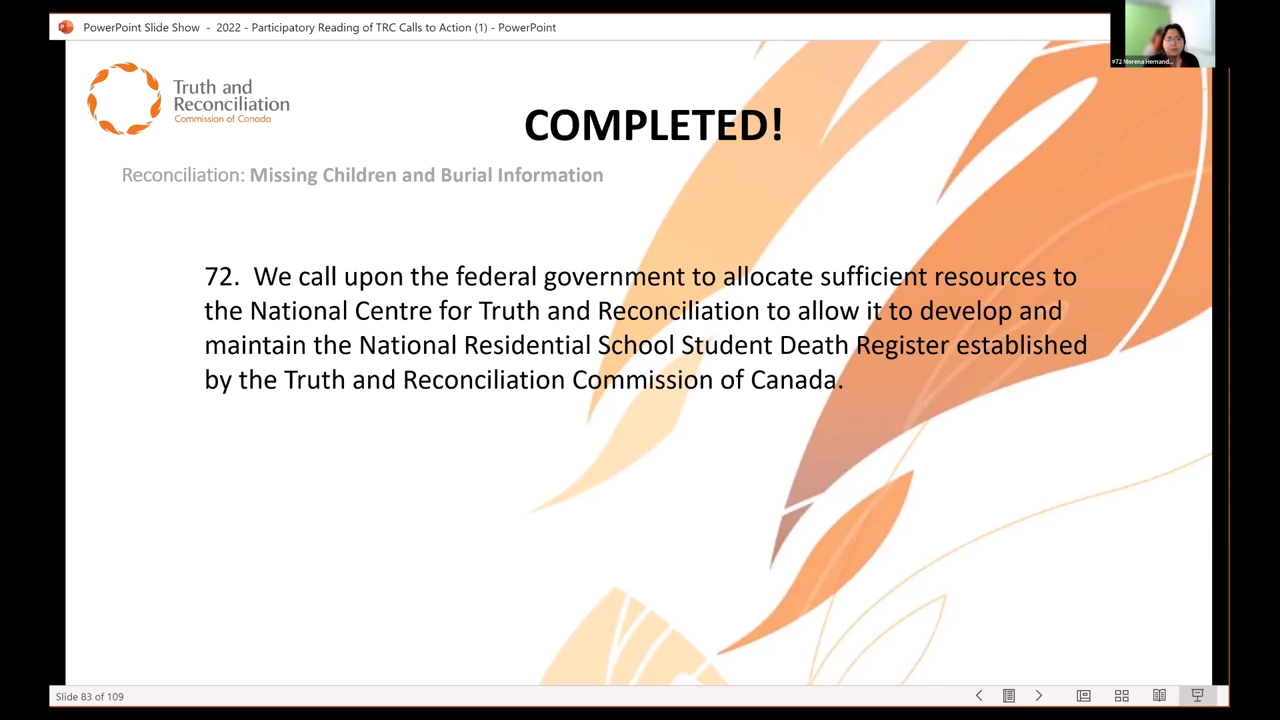 PowerPoint Slide Show - 2022 - Participatory Reading of TRC Calls to Action (1) - PowerPoint
#72 Morena Hernand...
Truth and
Reconciliation
Commission of Canada
COMPLETED!
Reconciliation: Missing Children and Burial Information
72. We call upon the federal government to allocate sufficient resources to
the National Centre for Truth and Reconciliation to allow it to develop and
maintain the National Residential School Student Death Register established
by the Truth and Reconciliation Commission of Canada.
Slide 83 of 109